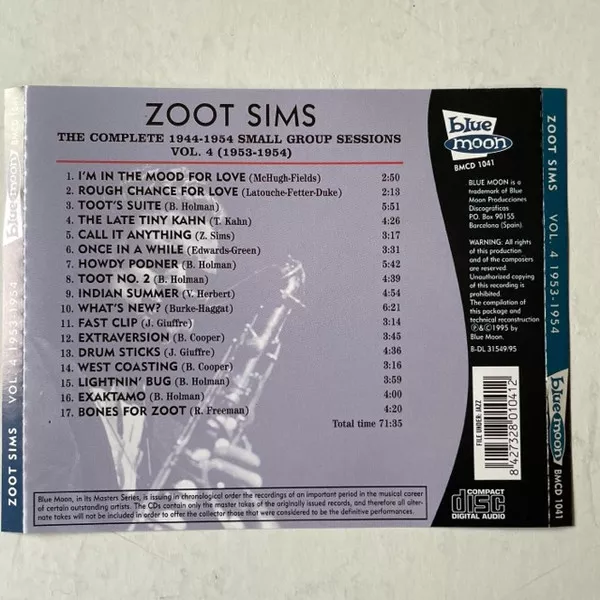 ZOOT SIMS
THE COMPLETE 1944-1954 SMALL GROUP SESSIONS
VOL. 4 (1953-1954)
1. I'M IN THE MOOD FOR LOVE (McHugh-Fields) 2:50
2. ROUGH CHANCE FOR LOVE (Latouche-Fetter-Duke) 2:13
3. TOOT'S SUITE (B. Holman) 5:51
4. THE LATE TINY KAHN (T. Kahn) 4:26
5. CALL IT ANYTHING (Z. Sims) 3:17
6. ONCE IN A WHILE (Edwards-Green) 3:31
7. HOWDY PODNER (B. Holman) 5:42
8. TOOT NO. 2 (B. Holman) 4:39
9. INDIAN SUMMER (V. Herbert) 4:54
10. WHAT'S NEW? (Burke-Haggat) 6:21
11. FAST CLIP (J. Giuffre) 3:14
12. EXTRAVERSION (B. Cooper) 3:45
13. DRUM STICKS (J. Giuffre) 4:36
14. WEST COASTING (B. Cooper) 3:16
15. LIGHTNIN' BUG (B. Holman) 3:59
16. EXAKTAMO (B. Holman) 4:00
17. BONES FOR ZOOT (R. Freeman) 4:20
Total time 71:35
Blue Moon, in its Masters Series, is issuing in chronological order the recordings of an important period in the musical career
of certain outstanding artists. The CDs contain only the master takes of the originally issued records, and therefore all alter-
nate takes will not be included in order to offer the collector those that were considered to be the definitive performances.
blue
moon
BMCD 1041
BLUE MOON is a
trademark of Blue
Moon Producciones
Discográficas
P.O. Box 90155
Barcelona (Spain).
WARNING: All rights
of this production
and of the composers
are reserved.
Unauthorized copying
of this recording
is prohibited.
The compilation of
this package and
technical reconstruction
℗&©1995 by
Blue Moon.
B-DL 31549/95
FILE UNDER: JAZZ
8 427328 010412
COMPACT
disc
DIGITAL AUDIO
ZOOT SIMS VOL. 4 1953-1954
blue moon
BMCD 1041
ZOOT SIMS VOL. 4 1953-1954
blue moon